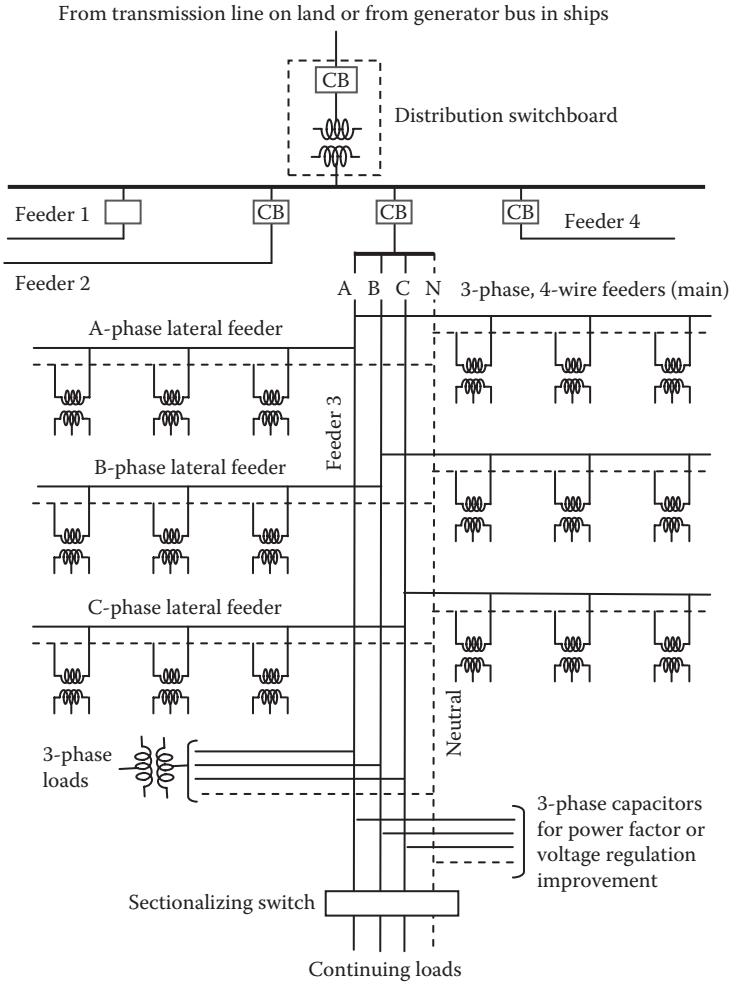 From transmission line on land or from generator bus in ships
CB
Distribution switchboard
Feeder 1
CB
CB
CB
Feeder 4
Feeder 2
A B C N
3-phase, 4-wire feeders (main)
A-phase lateral feeder
Feeder 3
B-phase lateral feeder
C-phase lateral feeder
Neutral
3-phase
loads
3-phase capacitors
for power factor or
voltage regulation
improvement
Sectionalizing switch
Continuing loads